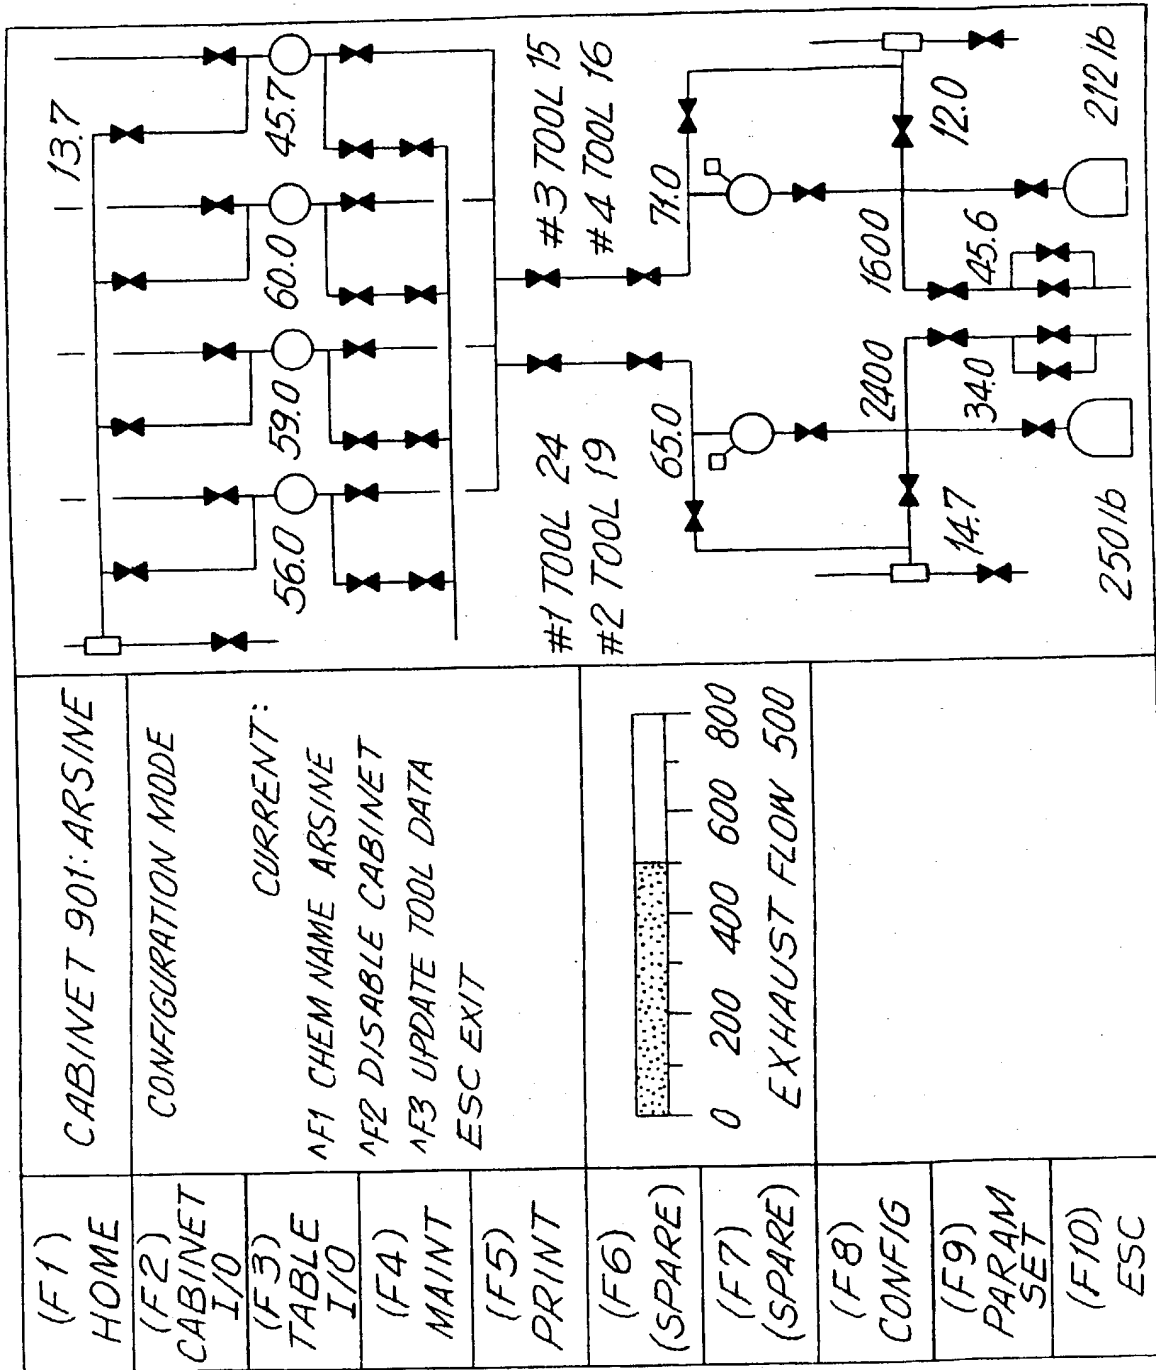 (F1)
HOME
(F2)
CABINET
I/O
(F3)
TABLE
I/O
(F4)
MAINT
(F5)
PRINT
(F6)
(SPARE)
(F7)
(SPARE)
(F8)
CONFIG
(F9)
PARAM
SET
(F10)
ESC
CABINET 901: ARSINE
CONFIGURATION MODE
CURRENT:
^F1 CHEM NAME ARSINE
^F2 DISABLE CABINET
^F3 UPDATE TOOL DATA
ESC EXIT
0 200 400 600 800
EXHAUST FLOW 500
13.7
56.0
59.0
60.0
45.7
#1 TOOL 24
#2 TOOL 19
#3 TOOL 15
#4 TOOL 16
65.0
71.0
2400
1600
14.7
34.0
45.6
12.0
250 lb
212 lb